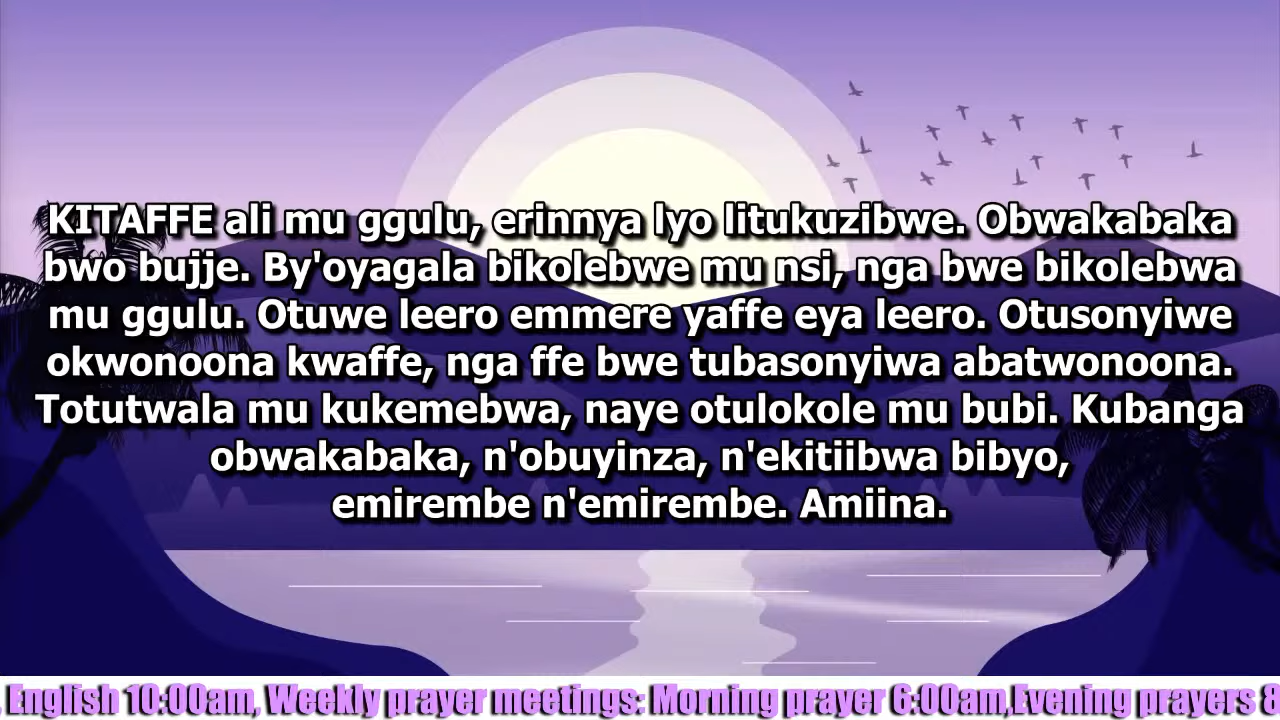 KITAFFE ali mu ggulu, erinnya lyo litukuzibwe. Obwakabaka
bwo bujje. By'oyagala bikolebwe mu nsi, nga bwe bikolebwa
mu ggulu. Otuwe leero emmere yaffe eya leero. Otusonyiwe
okwonoona kwaffe, nga ffe bwe tubasonyiwa abatwonoona.
Totutwala mu kukemebwa, naye otulokole mu bubi. Kubanga
obwakabaka, n'obuyinza, n'ekitiibwa bibyo,
emirembe n'emirembe. Amiina.
English 10:00am, Weekly prayer meetings: Morning prayer 6:00am,Evening prayers 8